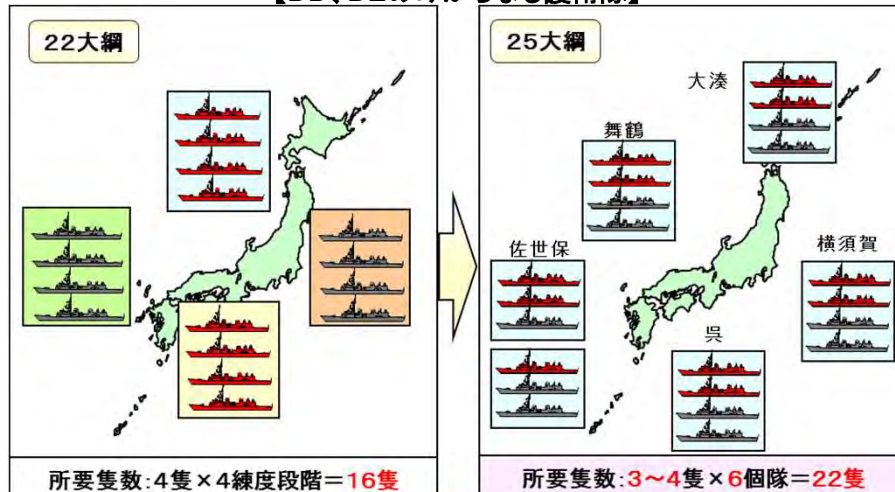 22大綱
所要隻数:4隻×4練度段階=16隻
25大綱
大湊
舞鶴
佐世保
横須賀
呉
所要隻数:3~4隻×6個隊=22隻